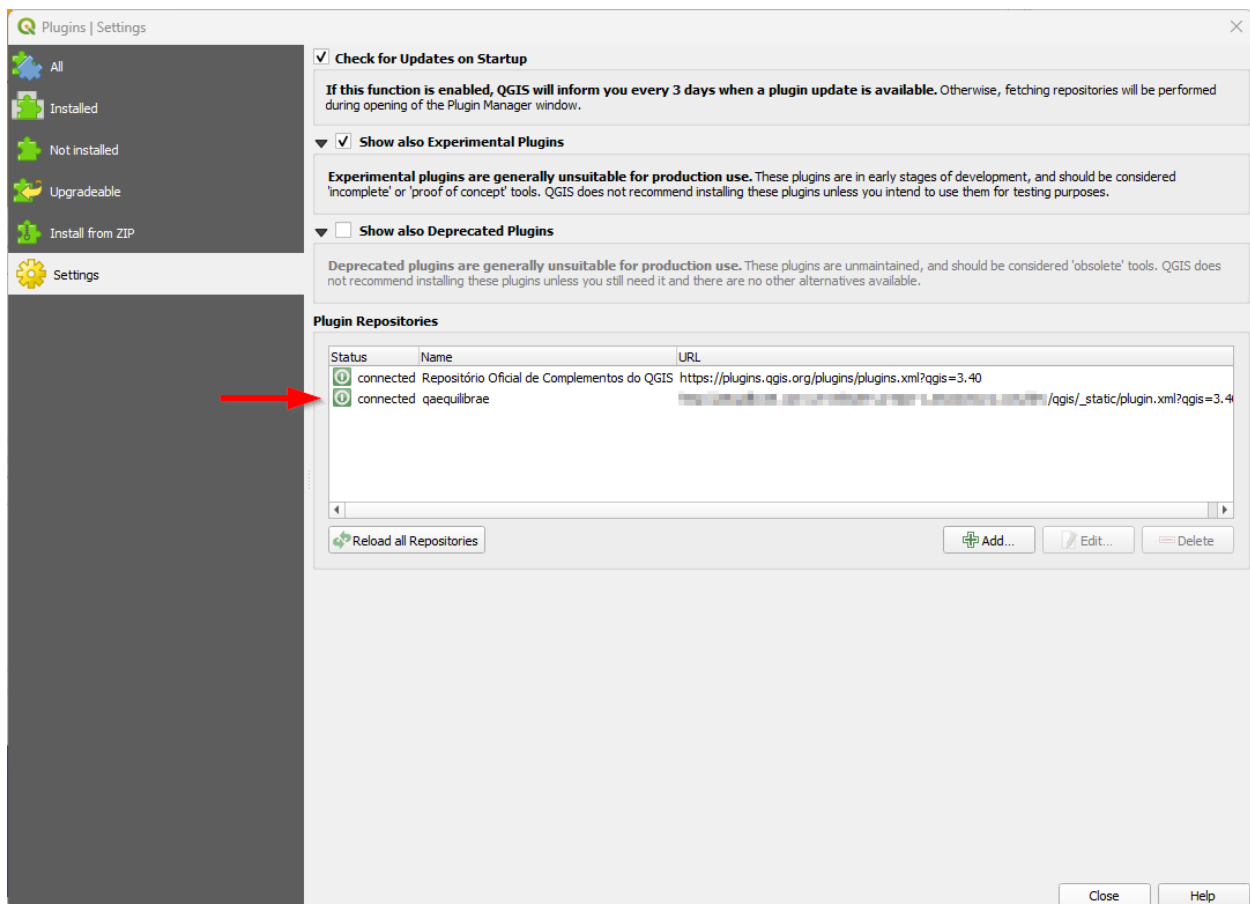 Plugins | Settings
All
Installed
Not installed
Upgradeable
Install from ZIP
Settings
Check for Updates on Startup
If this function is enabled, QGIS will inform you every 3 days when a plugin update is available. Otherwise, fetching repositories will be performed
during opening of the Plugin Manager window.
Show also Experimental Plugins
Experimental plugins are generally unsuitable for production use. These plugins are in early stages of development, and should be considered
'incomplete' or 'proof of concept' tools. QGIS does not recommend installing these plugins unless you intend to use them for testing purposes.
Show also Deprecated Plugins
Deprecated plugins are generally unsuitable for production use. These plugins are unmaintained, and should be considered 'obsolete' tools. QGIS does
not recommend installing these plugins unless you still need it and there are no other alternatives available.
Plugin Repositories
Status Name URL
connected Repositório Oficial de Complementos do QGIS https://plugins.qgis.org/plugins/plugins.xml?qgis=3.40
connected qaequilibrae /qgis/_static/plugin.xml?qgis=3.4
Reload all Repositories Add... Edit... Delete
Close Help